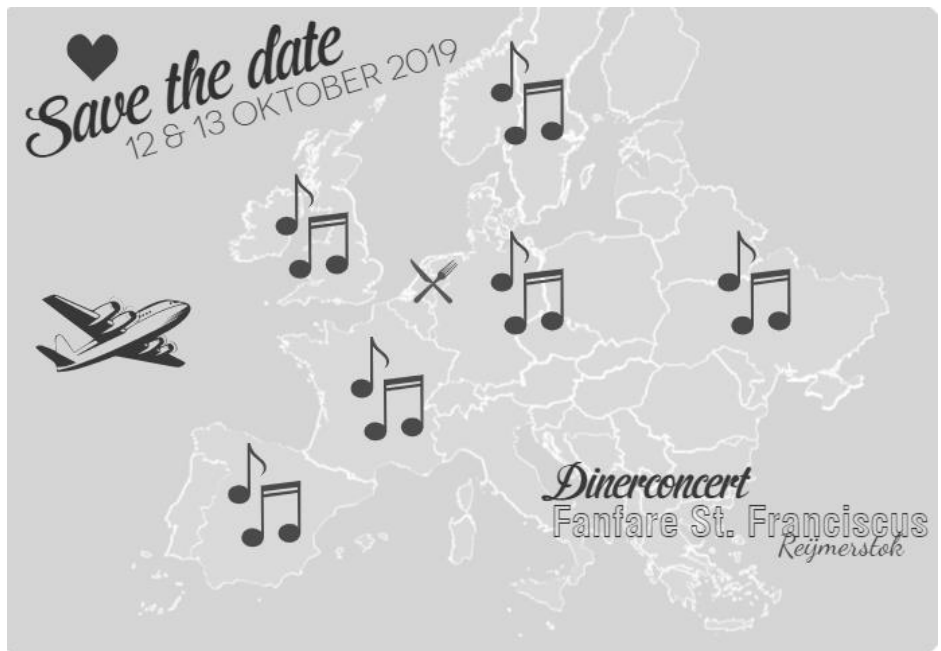 Save the date
12 & 13 OKTOBER 2019
Dinerconcert
Fanfare St. Franciscus
Reijmerstok